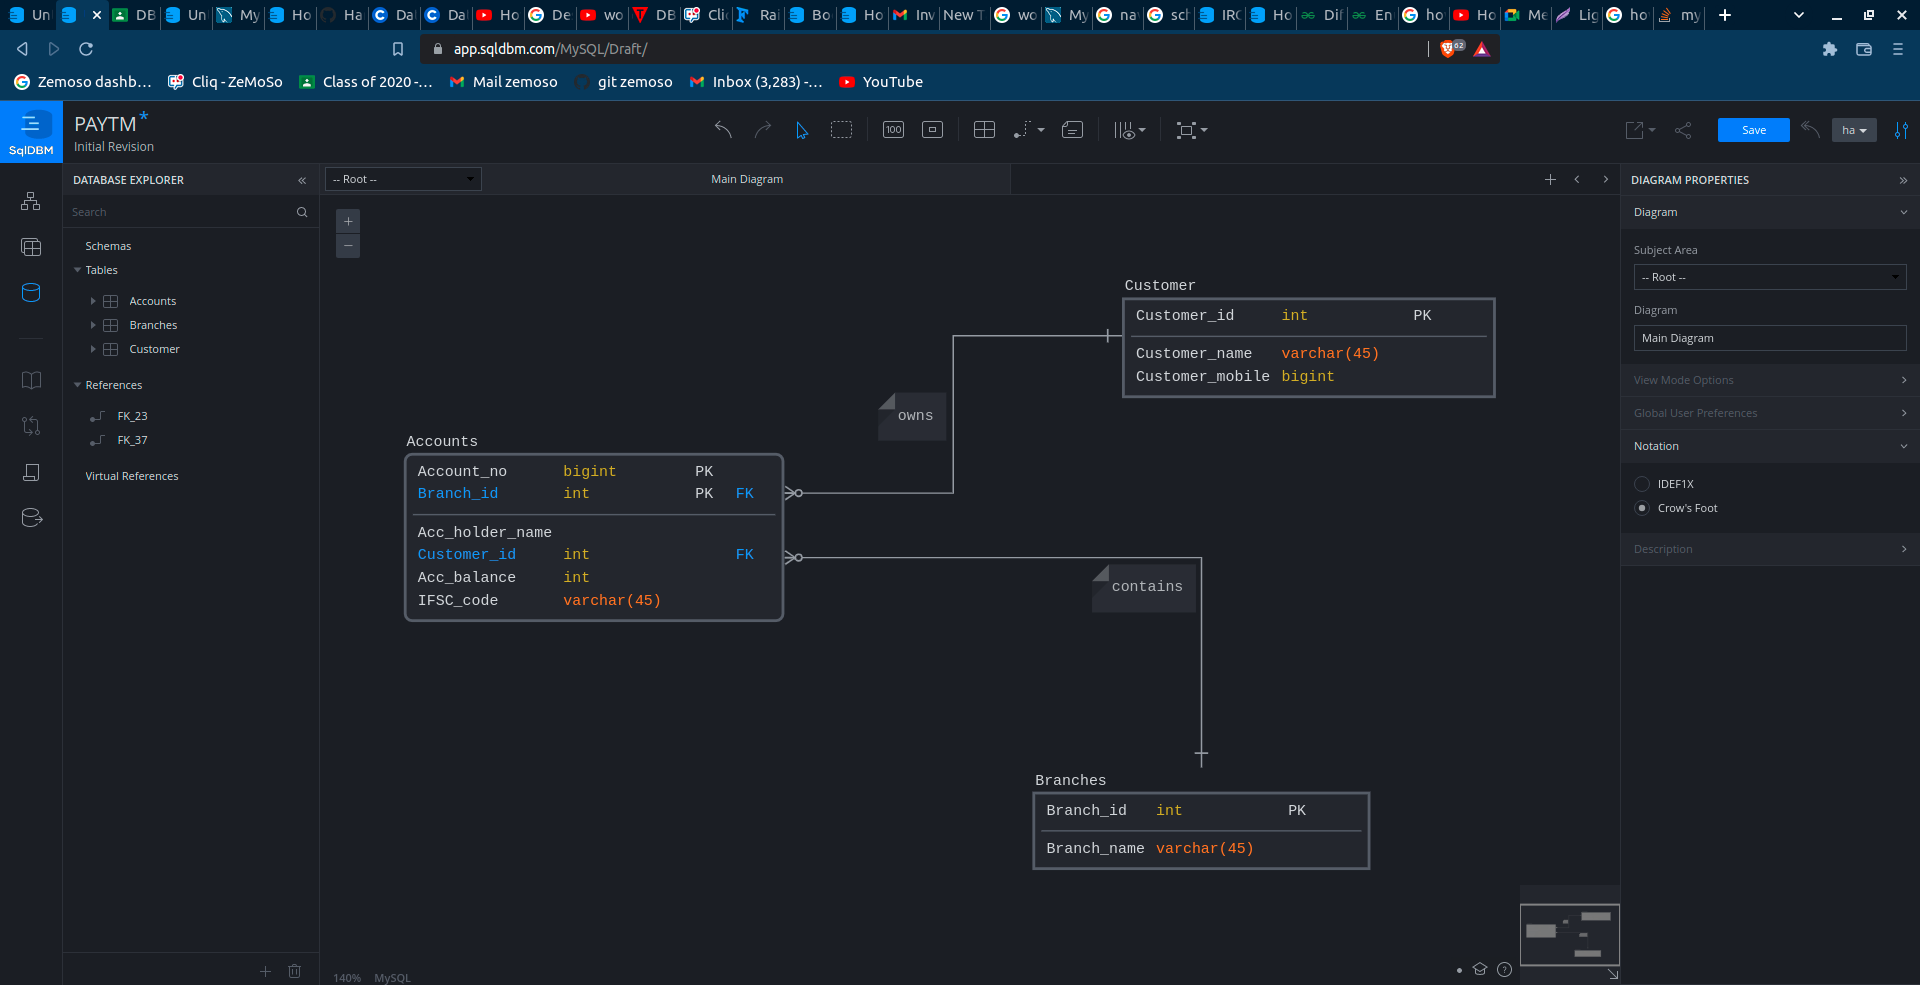 Un
DB
Un
My
Ho
Ha
Da
Da
Ho
De
wo
DB
Cli
Rai
Bo
Ho
Inv
New T
wo
My
na
scl
IRC
Ho
Dif
En
ho
Ho
Me
Lig
ho
my
app.sqldbm.com/MySQL/Draft/
62
Zemoso dashb...
Cliq - ZeMoSo
Class of 2020 -...
Mail zemoso
git zemoso
Inbox (3,283) -...
YouTube
SqlDBM
PAYTM*
Initial Revision
100
Save
ha
DATABASE EXPLORER
-- Root --
Main Diagram
DIAGRAM PROPERTIES
Search
Diagram
Schemas
Tables
Accounts
Branches
Customer
References
FK_23
FK_37
Virtual References
Subject Area
-- Root --
Diagram
Main Diagram
View Mode Options
Global User Preferences
Notation
IDEF1X
Crow's Foot
Description
Customer
Customer_id int PK
Customer_name varchar(45)
Customer_mobile bigint
owns
Accounts
Account_no bigint PK
Branch_id int PK FK
Acc_holder_name
Customer_id int FK
Acc_balance int
IFSC_code varchar(45)
contains
Branches
Branch_id int PK
Branch_name varchar(45)
140% MySQL